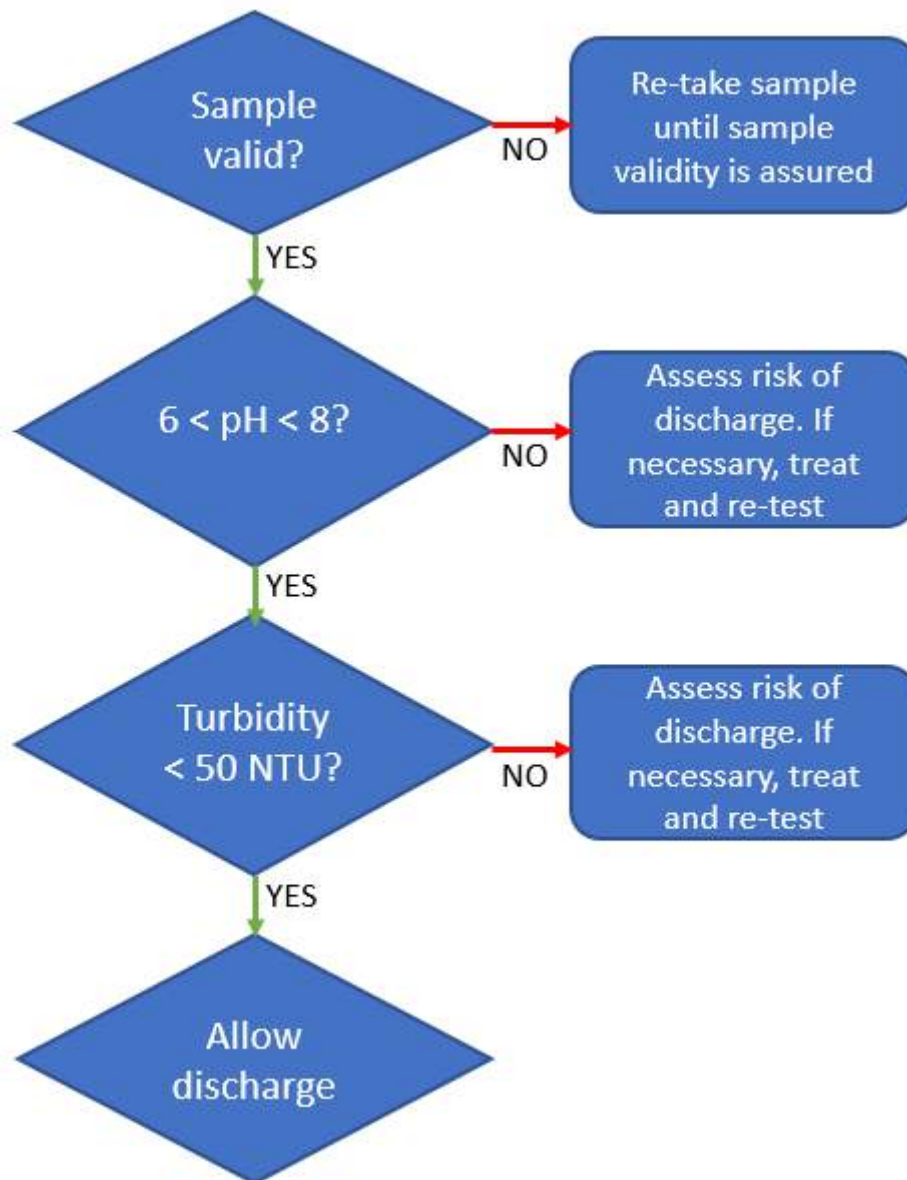 Sample
valid?
NO
Re-take sample
until sample
validity is assured
YES
6 < pH < 8?
NO
Assess risk of
discharge. If
necessary, treat
and re-test
YES
Turbidity
< 50 NTU?
NO
Assess risk of
discharge. If
necessary, treat
and re-test
YES
Allow
discharge